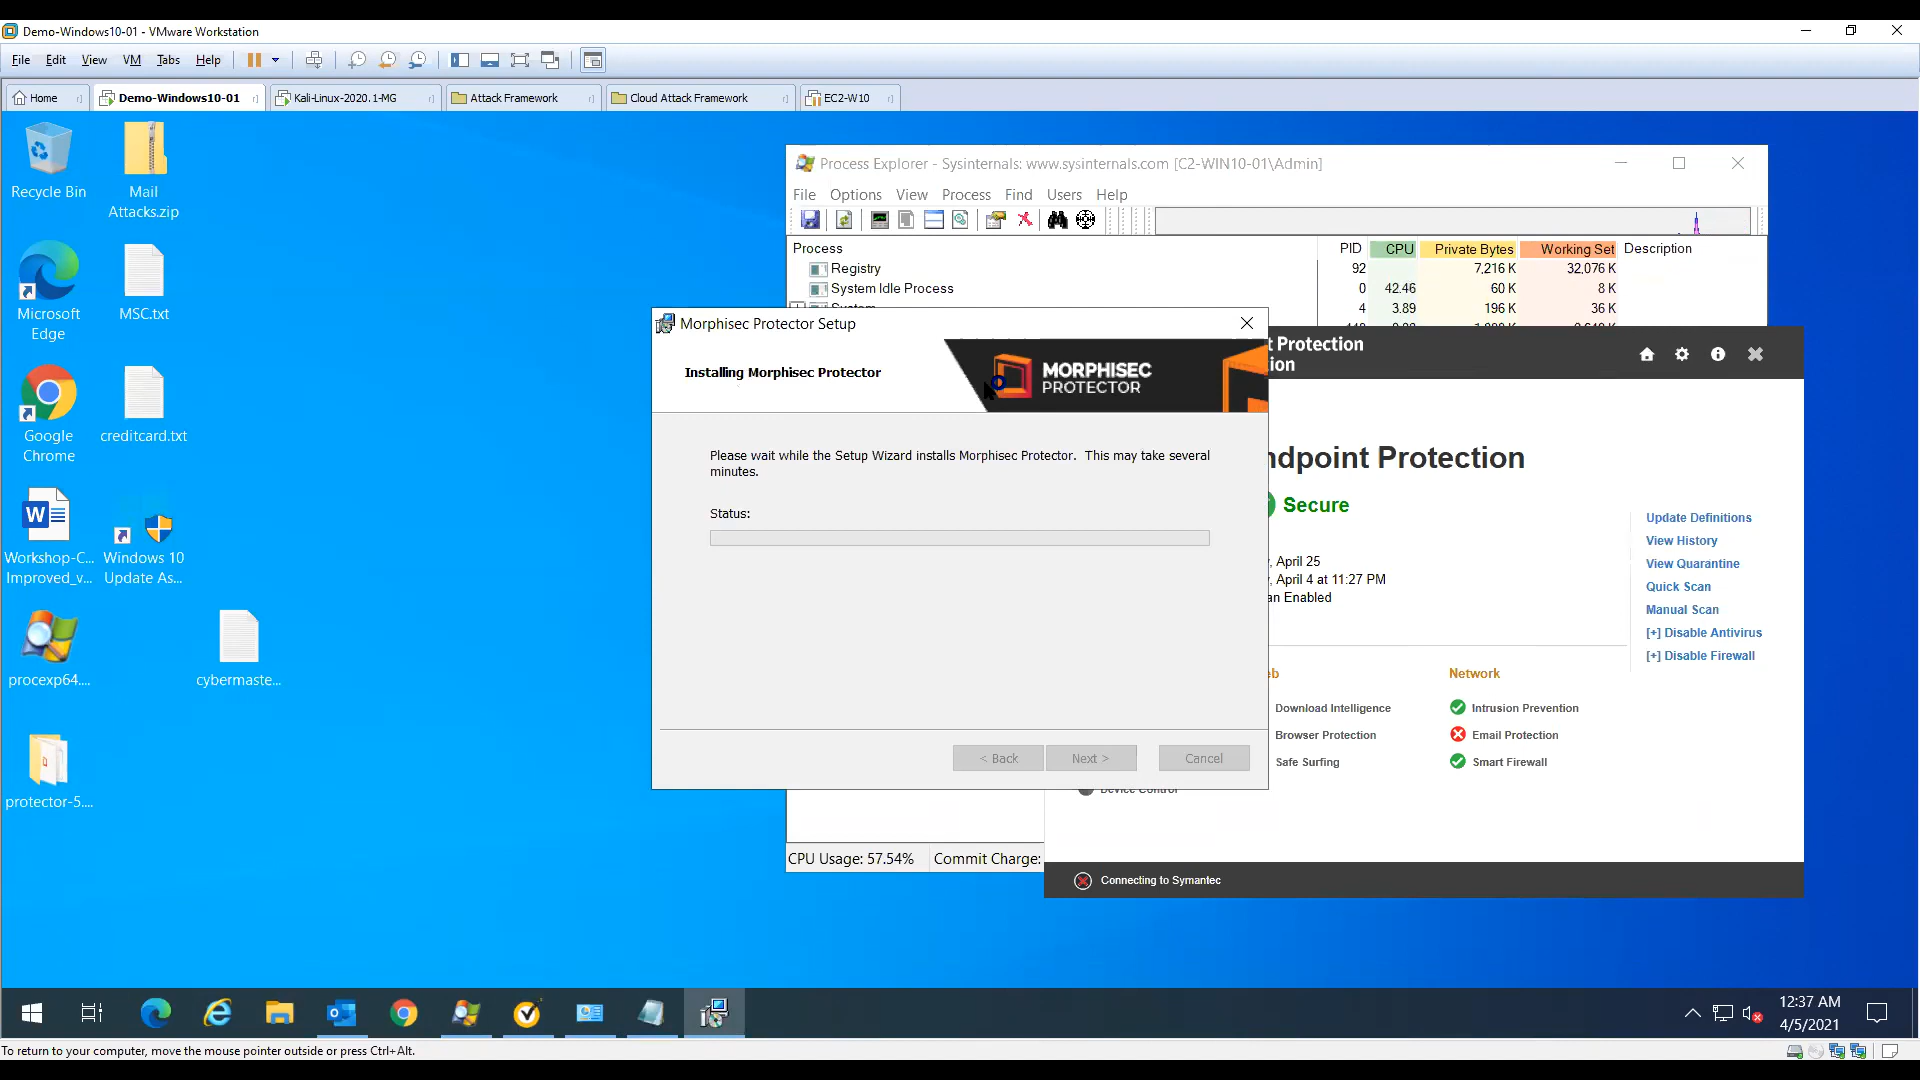 Demo-Windows10-01 - VMware Workstation
File Edit View VM Tabs Help
Home Demo-Windows10-01 Kali-Linux-2020.1-MG Attack Framework Cloud Attack Framework EC2-W10
Recycle Bin
Mail
Attacks.zip
Microsoft
Edge
MSC.txt
Google
Chrome
creditcard.txt
Workshop-C...
Improved_v...
Windows 10
Update As...
procexp64....
cybermaste...
protector-5....
Process Explorer - Sysinternals: www.sysinternals.com [C2-WIN10-01\Admin]
File Options View Process Find Users Help
Process PID CPU Private Bytes Working Set Description
Registry 92 7,216 K 32,076 K
System Idle Process 0 42.46 60 K 8 K
4 3.89 196 K 36 K
CPU Usage: 57.54% Commit Charge:
Morphisec Protector Setup
Installing Morphisec Protector
MORPHISEC
PROTECTOR
Please wait while the Setup Wizard installs Morphisec Protector. This may take several
minutes.
Status:
< Back Next > Cancel
t Protection
tion
ndpoint Protection
Secure
, April 25
, April 4 at 11:27 PM
an Enabled
Update Definitions
View History
View Quarantine
Quick Scan
Manual Scan
[+] Disable Antivirus
[+] Disable Firewall
eb
Download Intelligence
Browser Protection
Safe Surfing
Network
Intrusion Prevention
Email Protection
Smart Firewall
Device Control
Connecting to Symantec
12:37 AM
4/5/2021
To return to your computer, move the mouse pointer outside or press Ctrl+Alt.